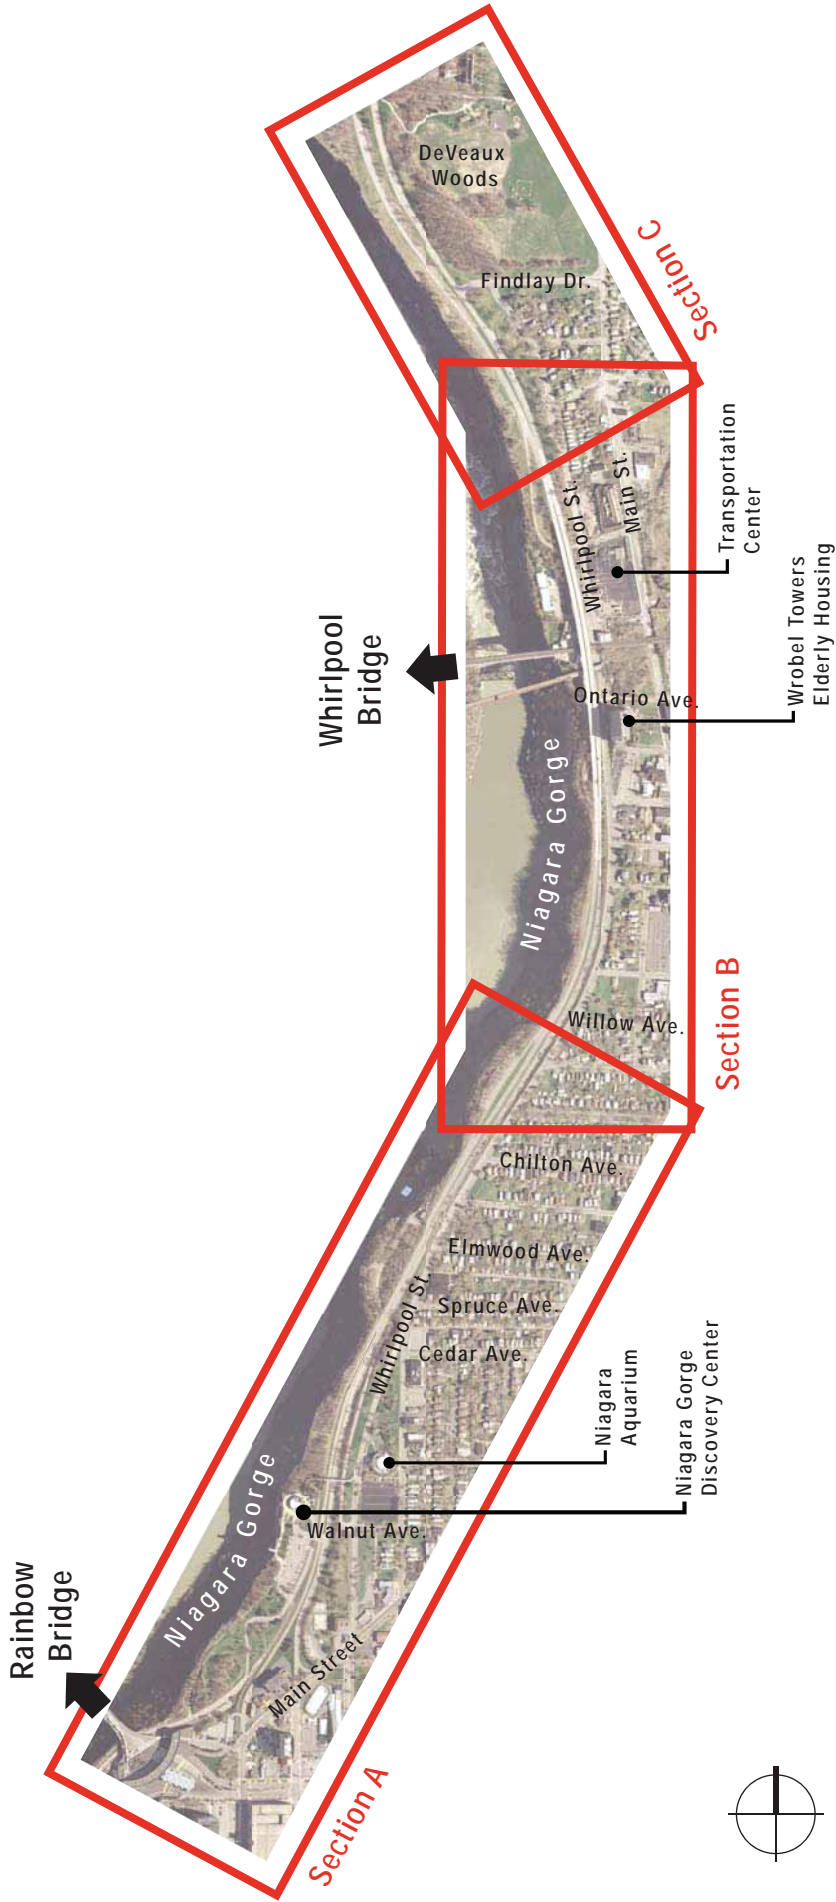 DeVeaux
Woods
Findlay Dr.
Section C
Whirlpool St.
Main St.
Transportation
Center
Whirlpool
Bridge
Ontario Ave.
Wrobel Towers
Elderly Housing
Niagara Gorge
Willow Ave.
Section B
Chilton Ave.
Elmwood Ave.
Spruce Ave.
Cedar Ave.
Whirlpool St.
Niagara
Aquarium
Niagara Gorge
Discovery Center
Walnut Ave.
Niagara Gorge
Rainbow
Bridge
Main Street
Section A